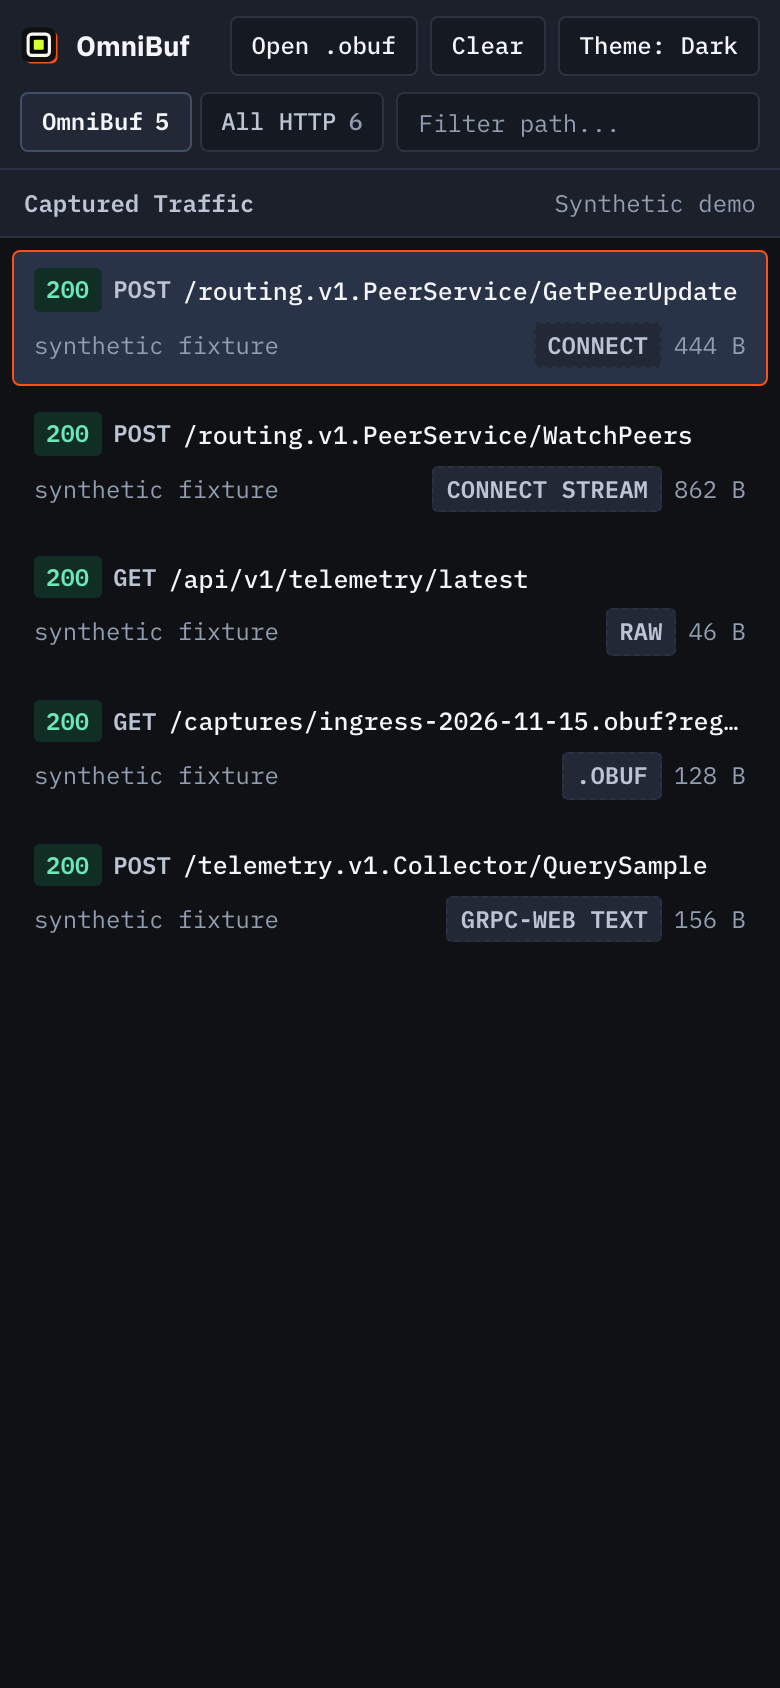 OmniBuf Open .obuf Clear Theme: Dark
OmniBuf 5 All HTTP 6 Filter path...
Captured Traffic Synthetic demo
200 POST /routing.v1.PeerService/GetPeerUpdate
synthetic fixture CONNECT 444 B
200 POST /routing.v1.PeerService/WatchPeers
synthetic fixture CONNECT STREAM 862 B
200 GET /api/v1/telemetry/latest
synthetic fixture RAW 46 B
200 GET /captures/ingress-2026-11-15.obuf?reg…
synthetic fixture .OBUF 128 B
200 POST /telemetry.v1.Collector/QuerySample
synthetic fixture GRPC-WEB TEXT 156 B